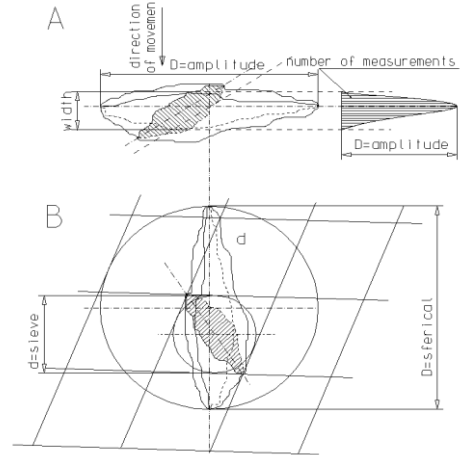 A
direction
of movemen
D=amplitude
number of measurements
width
D=amplitude
B
d
d=sieve
D=sferical